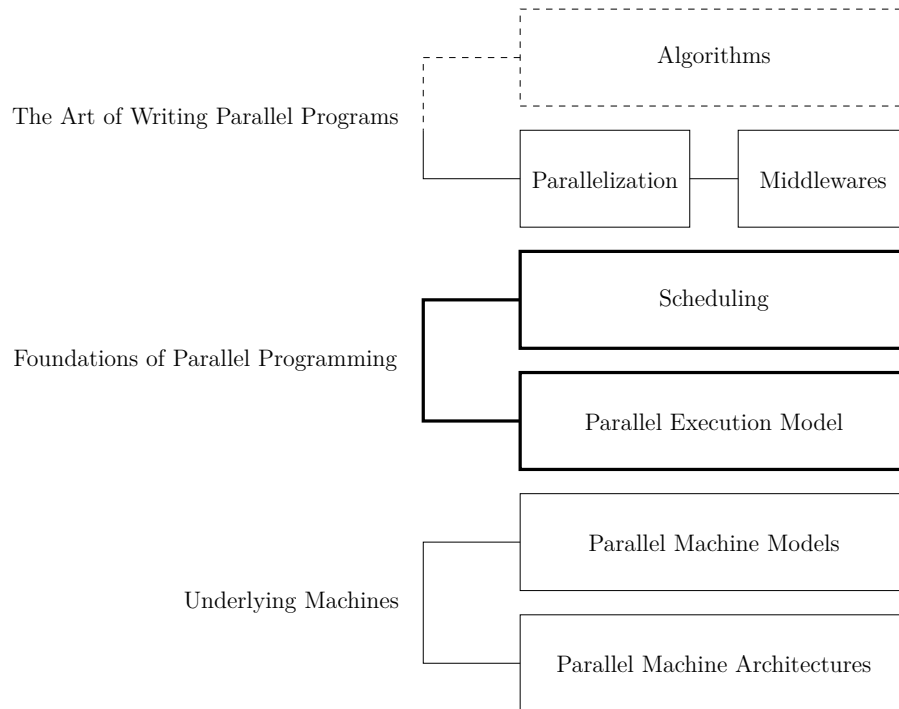 Algorithms
The Art of Writing Parallel Programs
Parallelization
Middlewares
Scheduling
Foundations of Parallel Programming
Parallel Execution Model
Parallel Machine Models
Underlying Machines
Parallel Machine Architectures